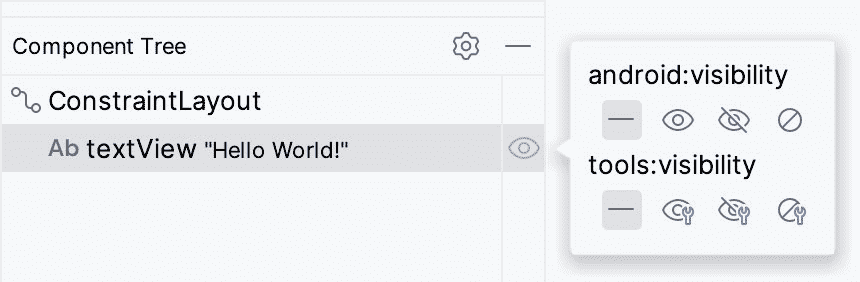 Component Tree
ConstraintLayout
Ab textView "Hello World!"
android:visibility
tools:visibility